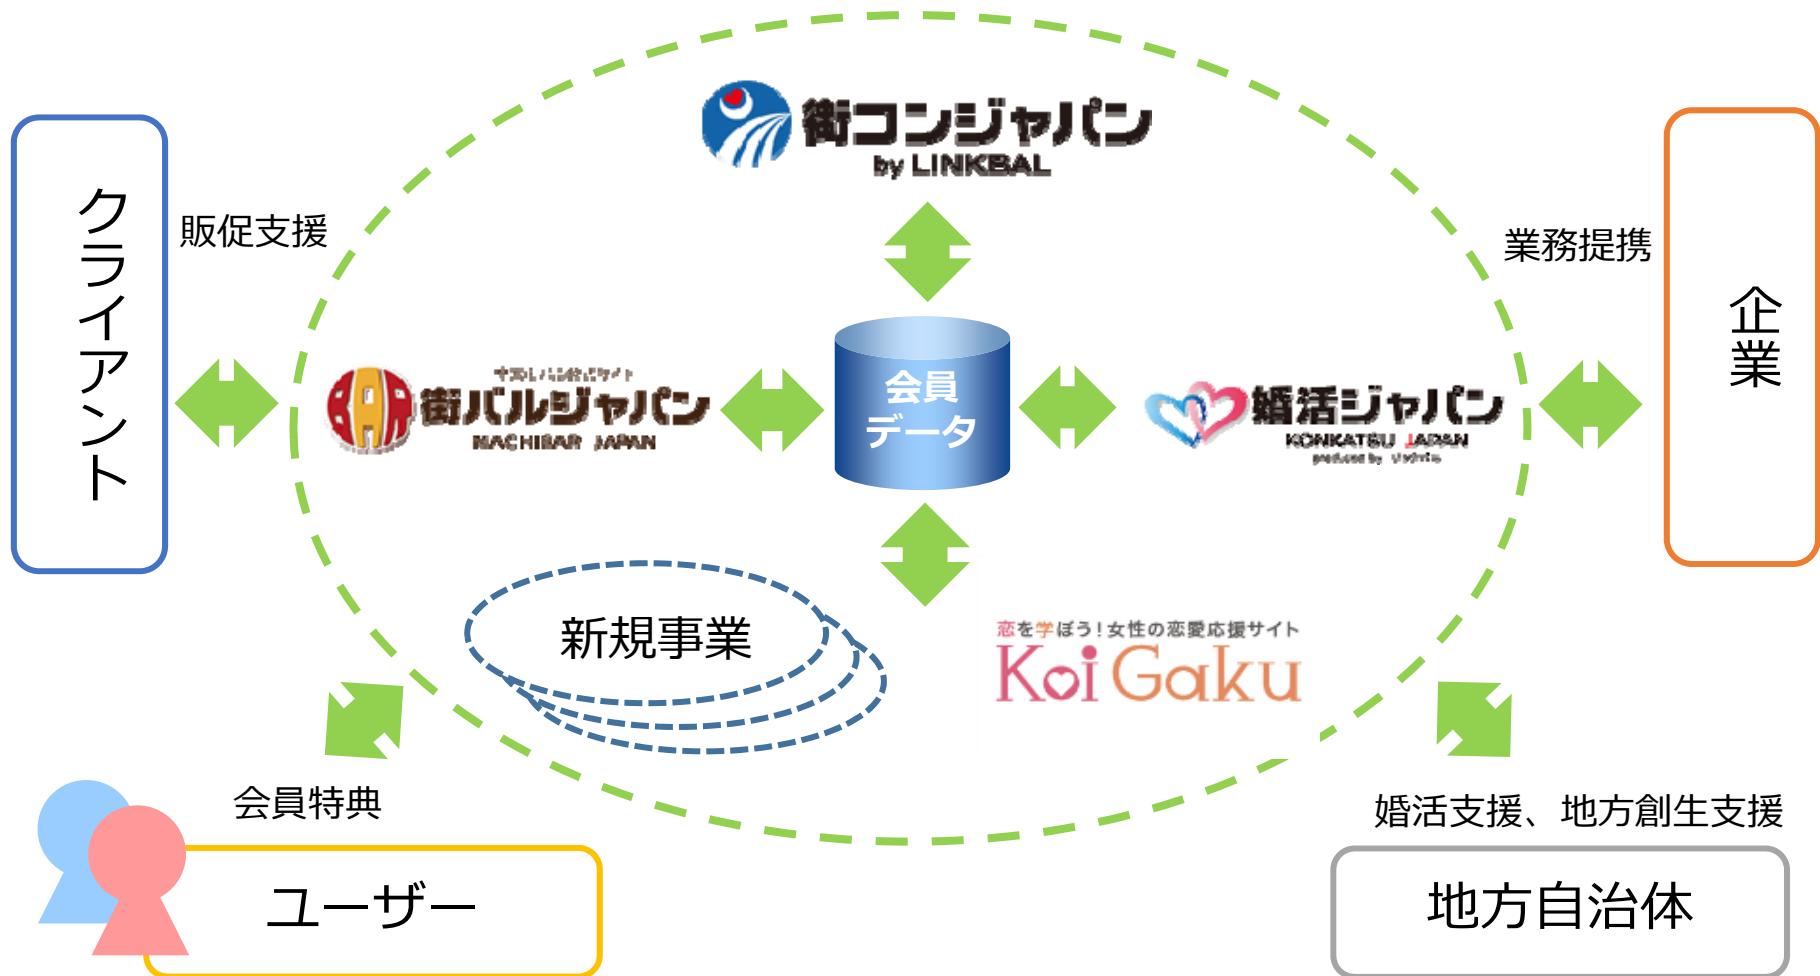 街コンジャパン
by LINKBAL
クライアント
販促支援
業務提携
企業
街バルジャパン
MACHIBAR JAPAN
会員
データ
婚活ジャパン
KONKATSU JAPAN
produced by
新規事業
恋を学ぼう！女性の恋愛応援サイト
Koi Gaku
会員特典
婚活支援、地方創生支援
ユーザー
地方自治体